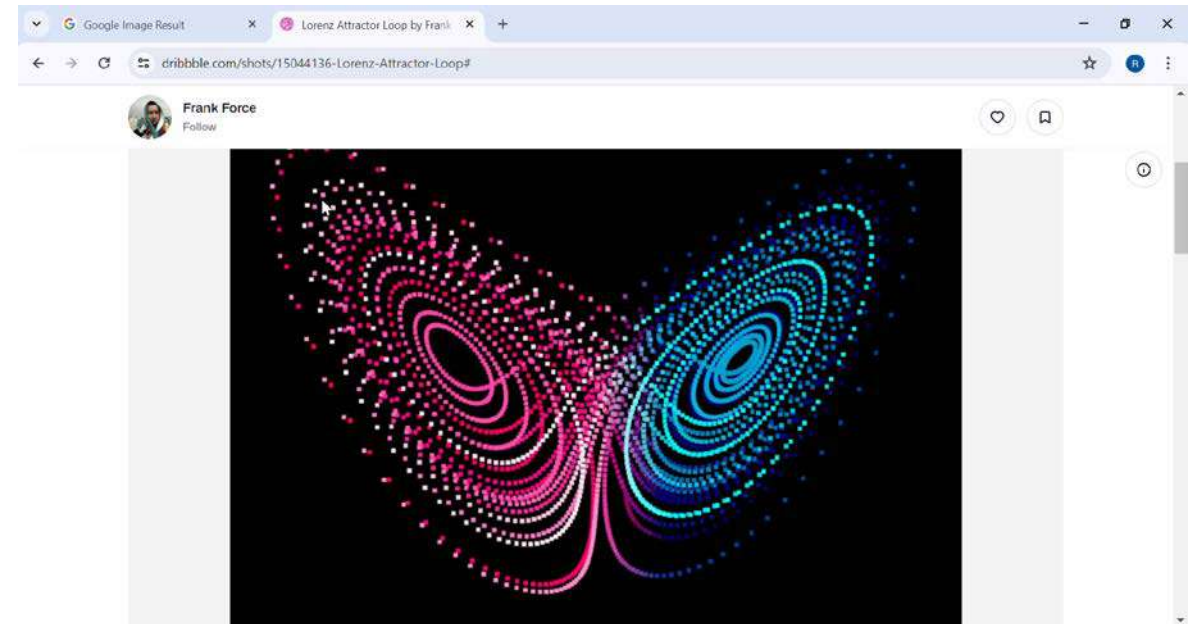 Google Image Result
Lorenz Attractor Loop by Frank
dribbble.com/shots/15044136-Lorenz-Attractor-Loop#
R
Frank Force
Follow